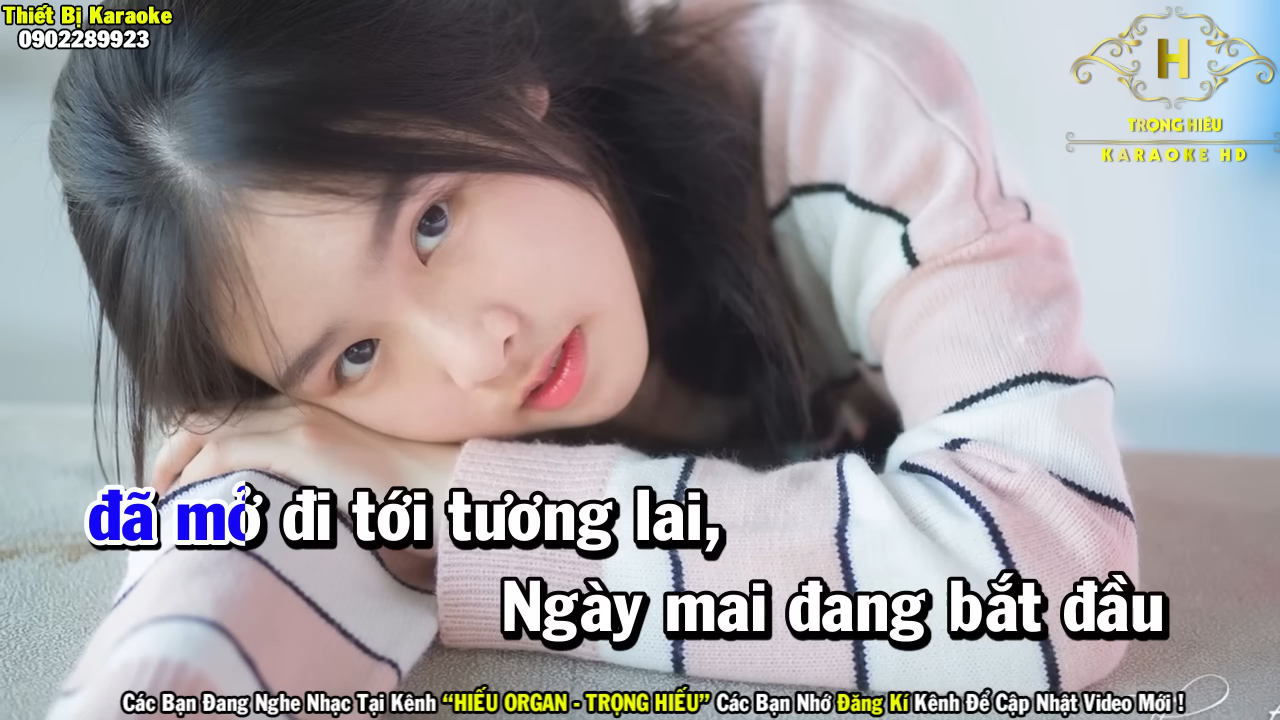 Thiết Bị Karaoke
0902289923
H
TRỌNG HIẾU
KARAOKE HD
đã mở đi tới tương lai,
Ngày mai đang bắt đầu
Các Bạn Đang Nghe Nhạc Tại Kênh “HIẾU ORGAN - TRỌNG HIẾU” Các Bạn Nhớ Đăng Kí Kênh Để Cập Nhật Video Mới !